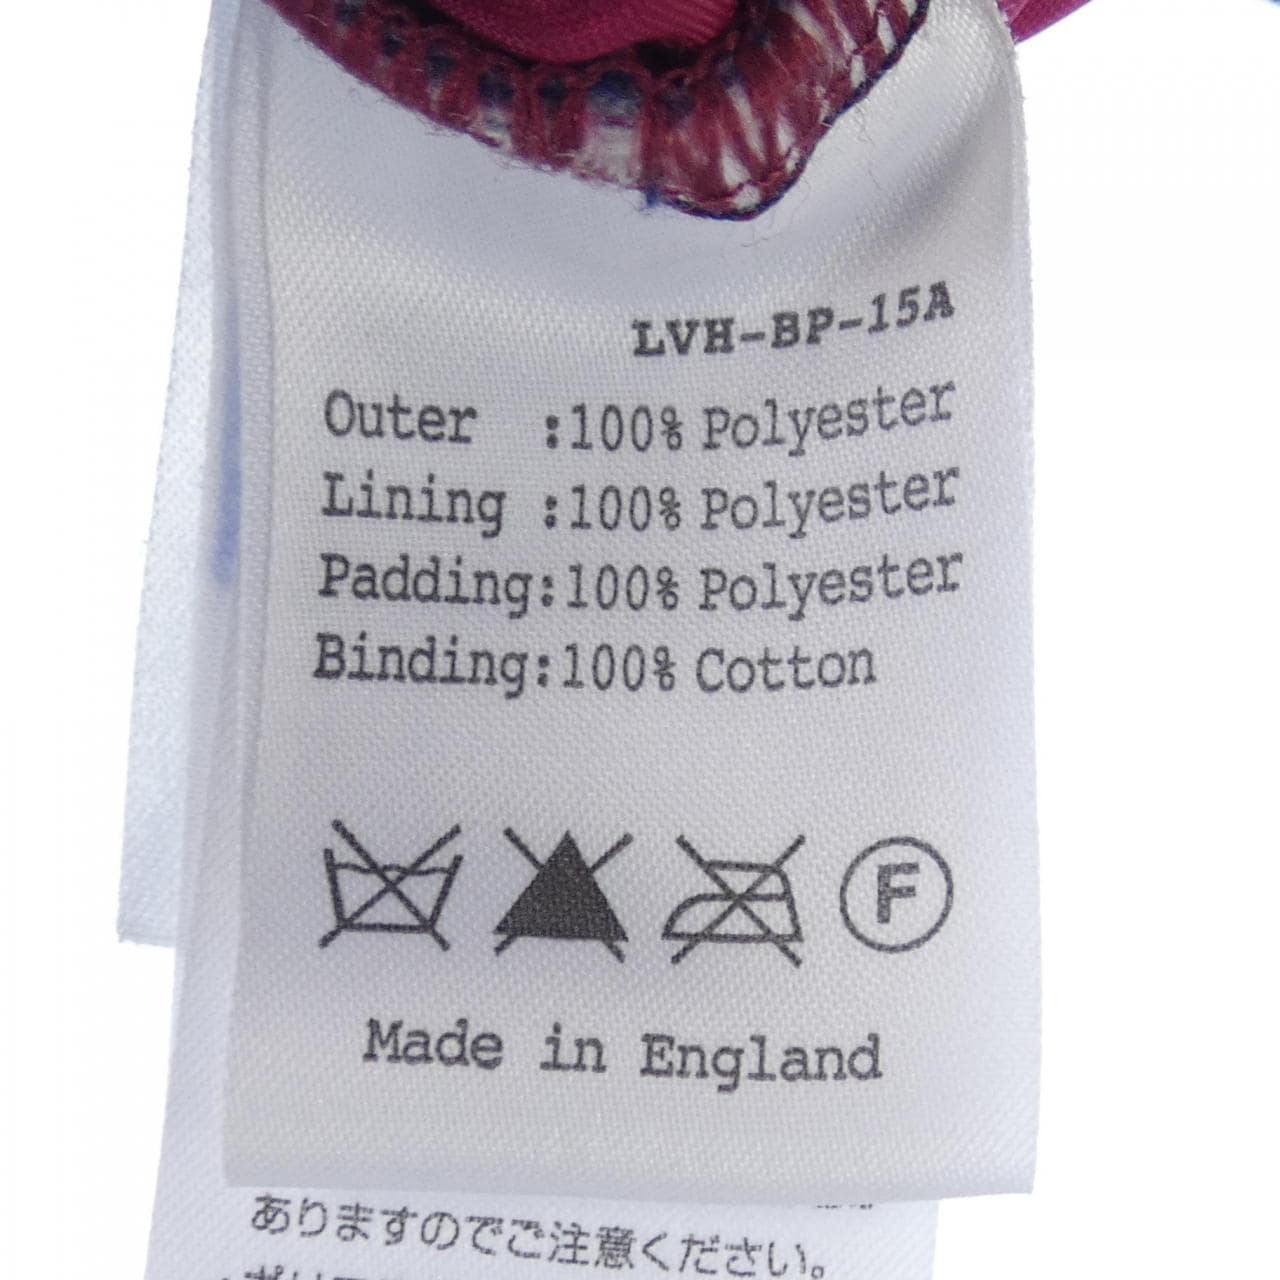 LVH-BP-15A
Outer :100% Polyester
Lining :100% Polyester
Padding:100% Polyester
Binding:100% Cotton
F
Made in England
ありますのでご注意ください。